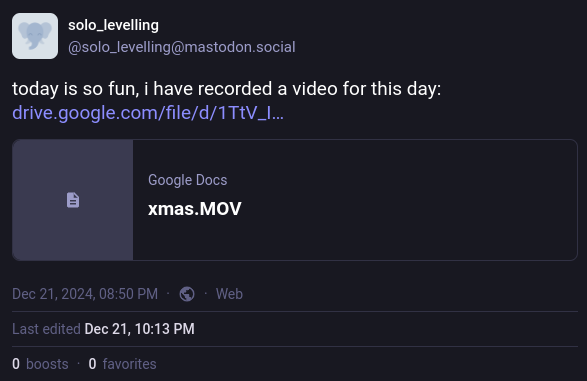 solo_levelling
@solo_levelling@mastodon.social
today is so fun, i have recorded a video for this day:
drive.google.com/file/d/1TtV_I...
Google Docs
xmas.MOV
Dec 21, 2024, 08:50 PM · · Web
Last edited Dec 21, 10:13 PM
0 boosts · 0 favorites